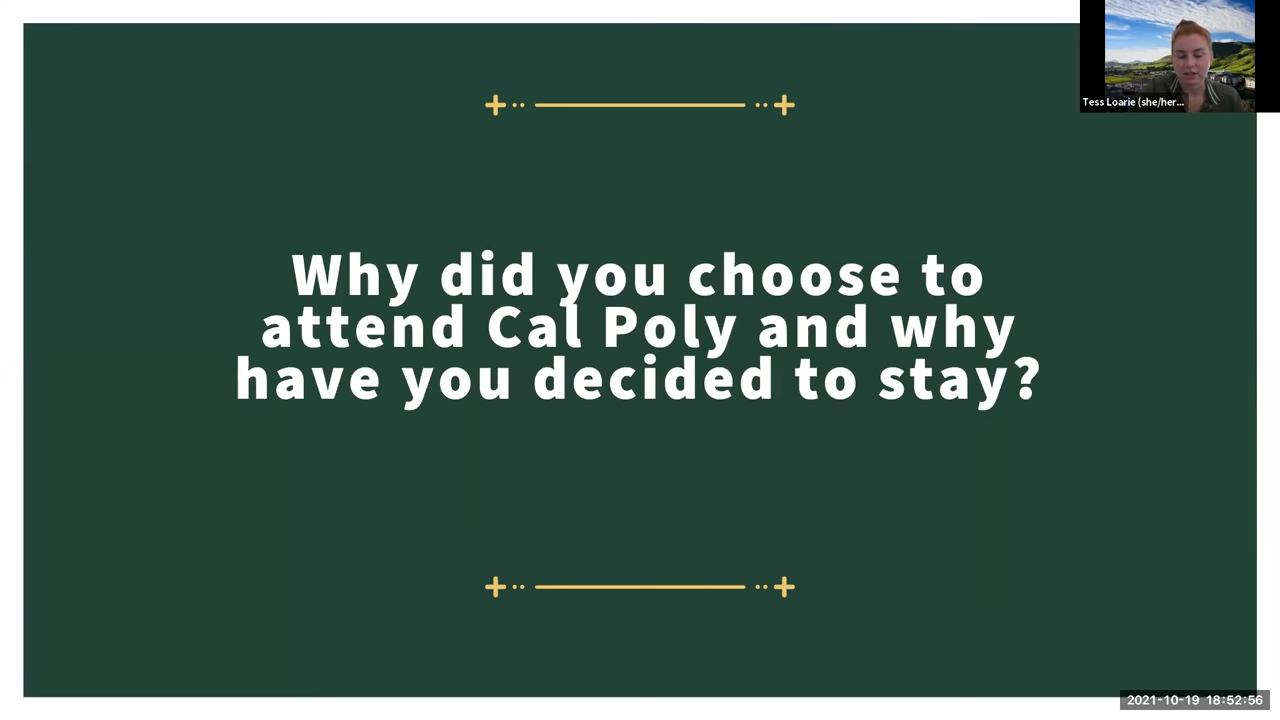 Tess Loarie (she/her...
Why did you choose to
attend Cal Poly and why
have you decided to stay?
2021-10-19 18:52:56